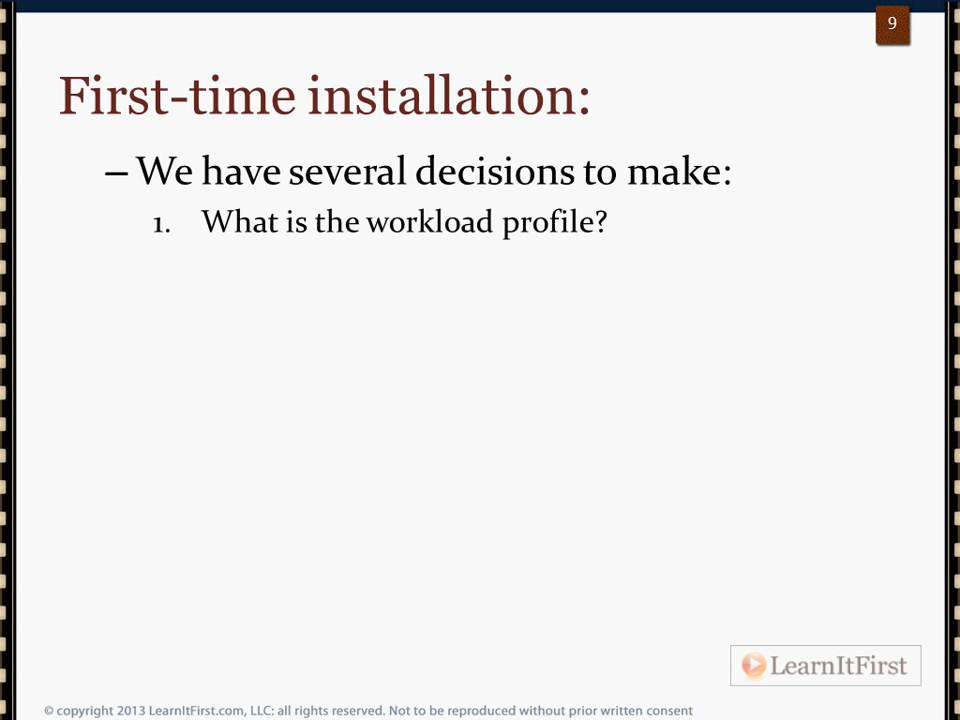 9
First-time installation:
– We have several decisions to make:
1. What is the workload profile?
LearnItFirst
© copyright 2013 LearnItFirst.com, LLC: all rights reserved. Not to be reproduced without prior written consent